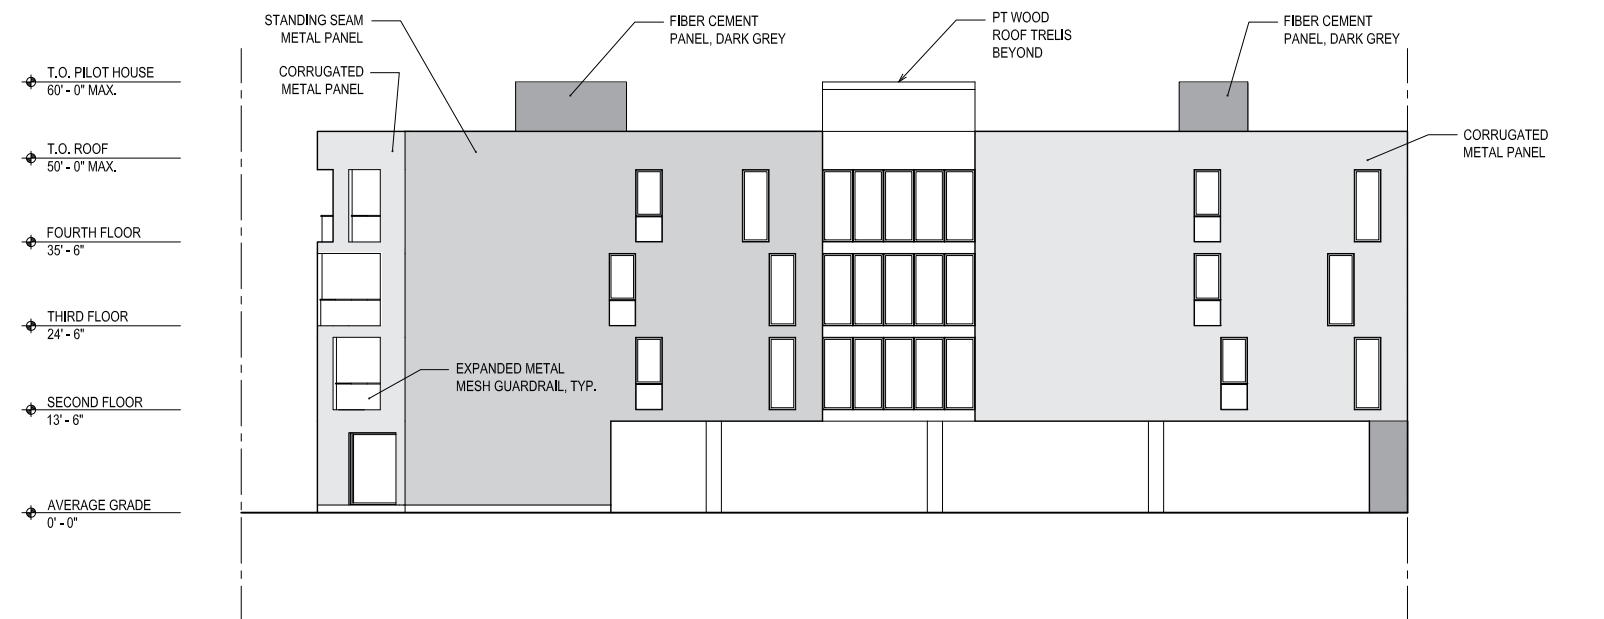 STANDING SEAM
METAL PANEL
FIBER CEMENT
PANEL, DARK GREY
PT WOOD
ROOF TRELIS
BEYOND
FIBER CEMENT
PANEL, DARK GREY
CORRUGATED
METAL PANEL
T.O. PILOT HOUSE
60' - 0" MAX.
T.O. ROOF
50' - 0" MAX.
CORRUGATED
METAL PANEL
FOURTH FLOOR
35' - 6"
THIRD FLOOR
24' - 6"
EXPANDED METAL
MESH GUARDRAIL, TYP.
SECOND FLOOR
13' - 6"
AVERAGE GRADE
0' - 0"